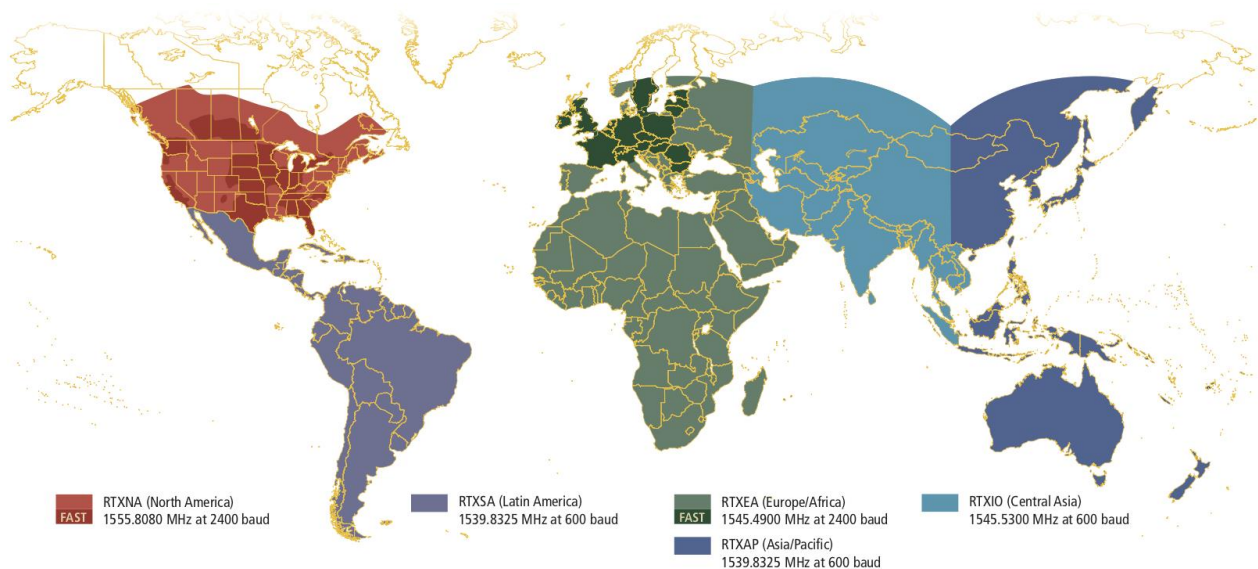 RTXNA (North America)
FAST
1555.8080 MHz at 2400 baud
RTXSA (Latin America)
1539.8325 MHz at 600 baud
RTXEA (Europe/Africa)
FAST
1545.4900 MHz at 2400 baud
RTXIO (Central Asia)
1545.5300 MHz at 600 baud
RTXAP (Asia/Pacific)
1539.8325 MHz at 600 baud